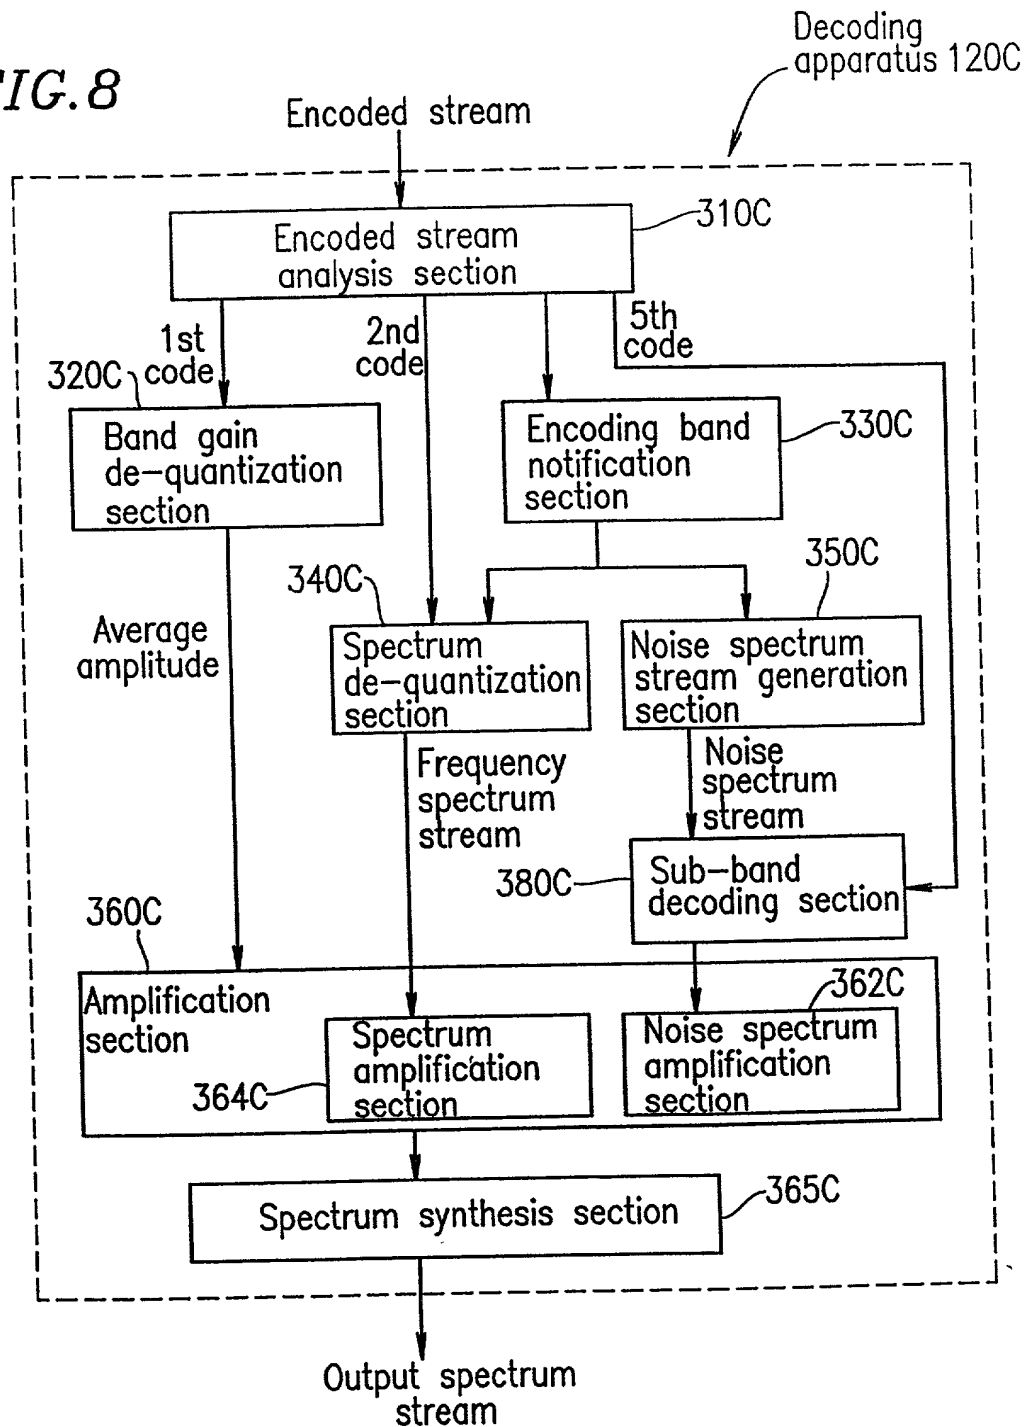 FIG.8
Decoding
apparatus 120C
Encoded stream
310C
Encoded stream
analysis section
1st
code
2nd
code
5th
code
320C
Band gain
de-quantization
section
330C
Encoding band
notification
section
Average
amplitude
340C
Spectrum
de-quantization
section
350C
Noise spectrum
stream generation
section
Frequency
spectrum
stream
Noise
spectrum
stream
380C
Sub-band
decoding section
360C
Amplification
section
364C
Spectrum
amplification
section
362C
Noise spectrum
amplification
section
365C
Spectrum synthesis section
Output spectrum
stream